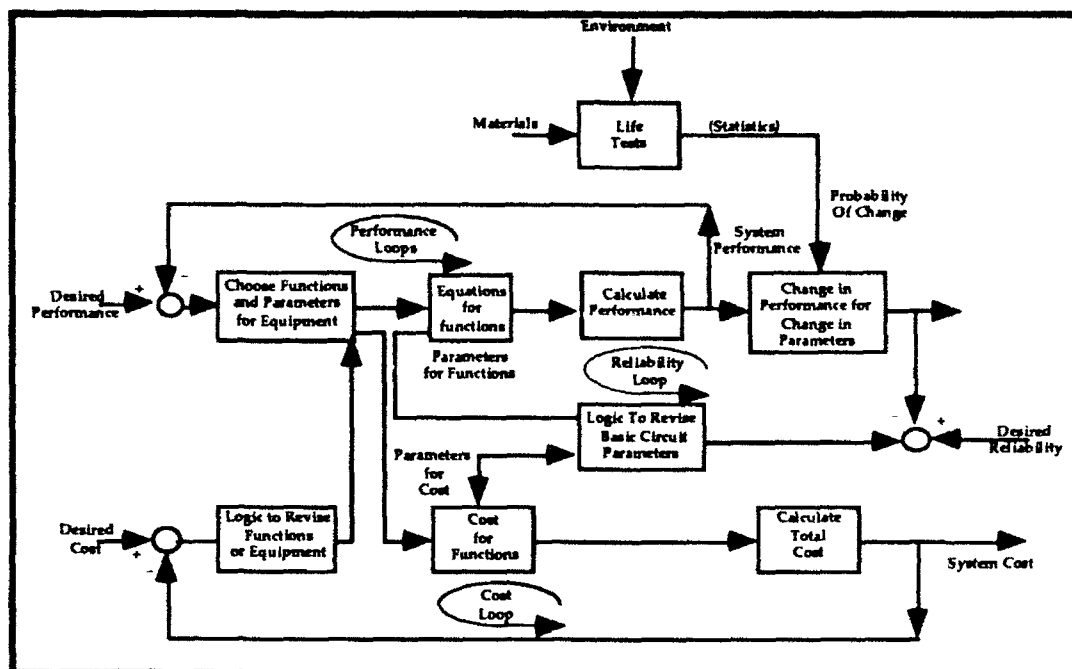 Environment
Materials
Life
Tests
(Statistics)
Probability
Of Change
Performance
Loops
System
Performance
Desired
Performance
+
-
Choose Functions
and Parameters
for Equipment
Equations
for
functions
Calculate
Performance
Change in
Performance for
Change in
Parameters
Parameters
for Functions
Reliability
Loop
Logic To Revise
Basic Circuit
Parameters
-
+
Desired
Reliability
Parameters
for
Cost
Desired
Cost
+
-
Logic to Revise
Functions
or Equipment
Cost
for
Functions
Calculate
Total
Cost
System Cost
Cost
Loop